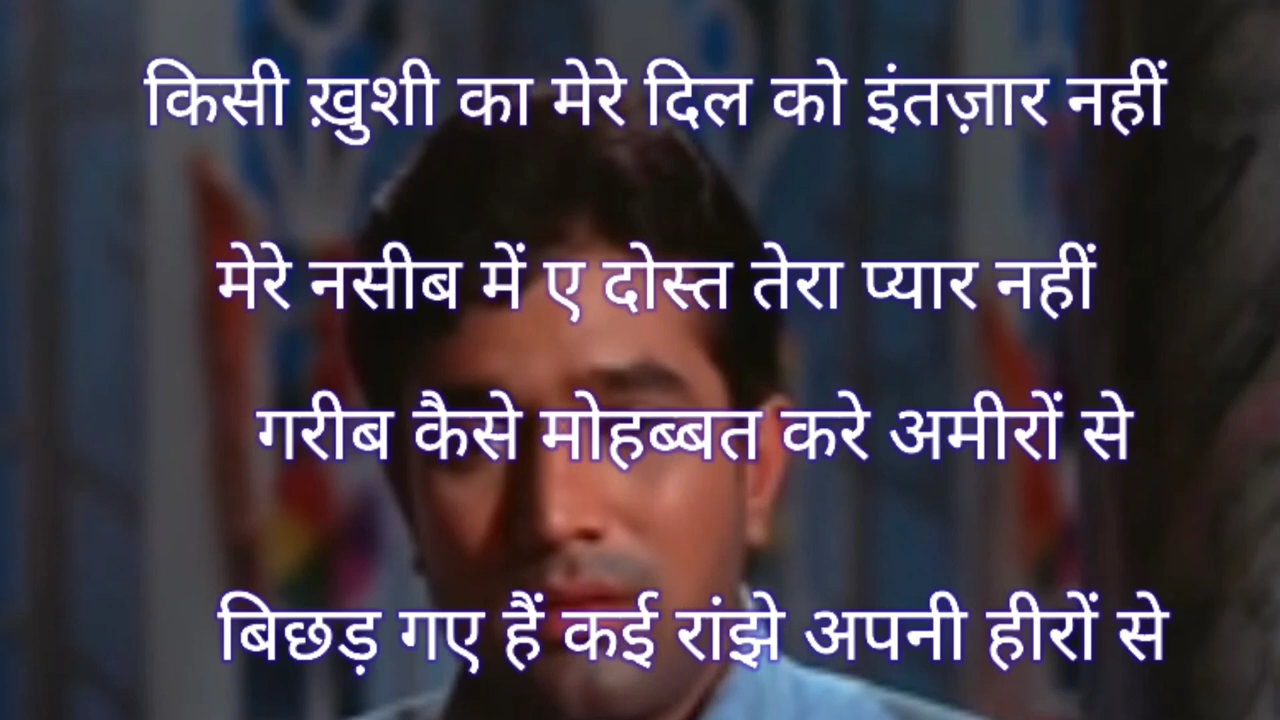 किसी ख़ुशी का मेरे दिल को इंतज़ार नहीं
मेरे नसीब में ए दोस्त तेरा प्यार नहीं
गरीब कैसे मोहब्बत करे अमीरों से
बिछड़ गए हैं कई रांझे अपनी हीरों से